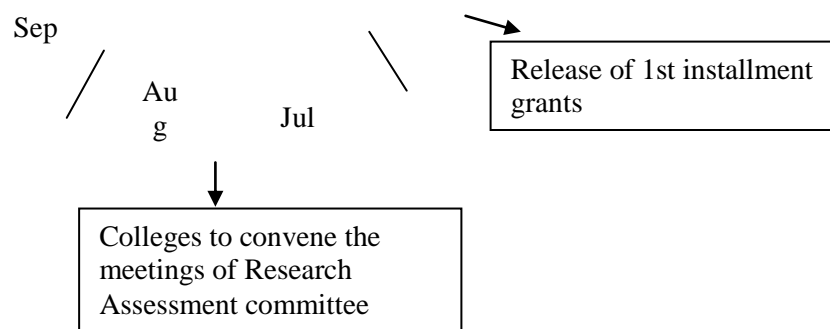 Sep
Release of 1st installment
grants
Au
g
Jul
Colleges to convene the
meetings of Research
Assessment committee